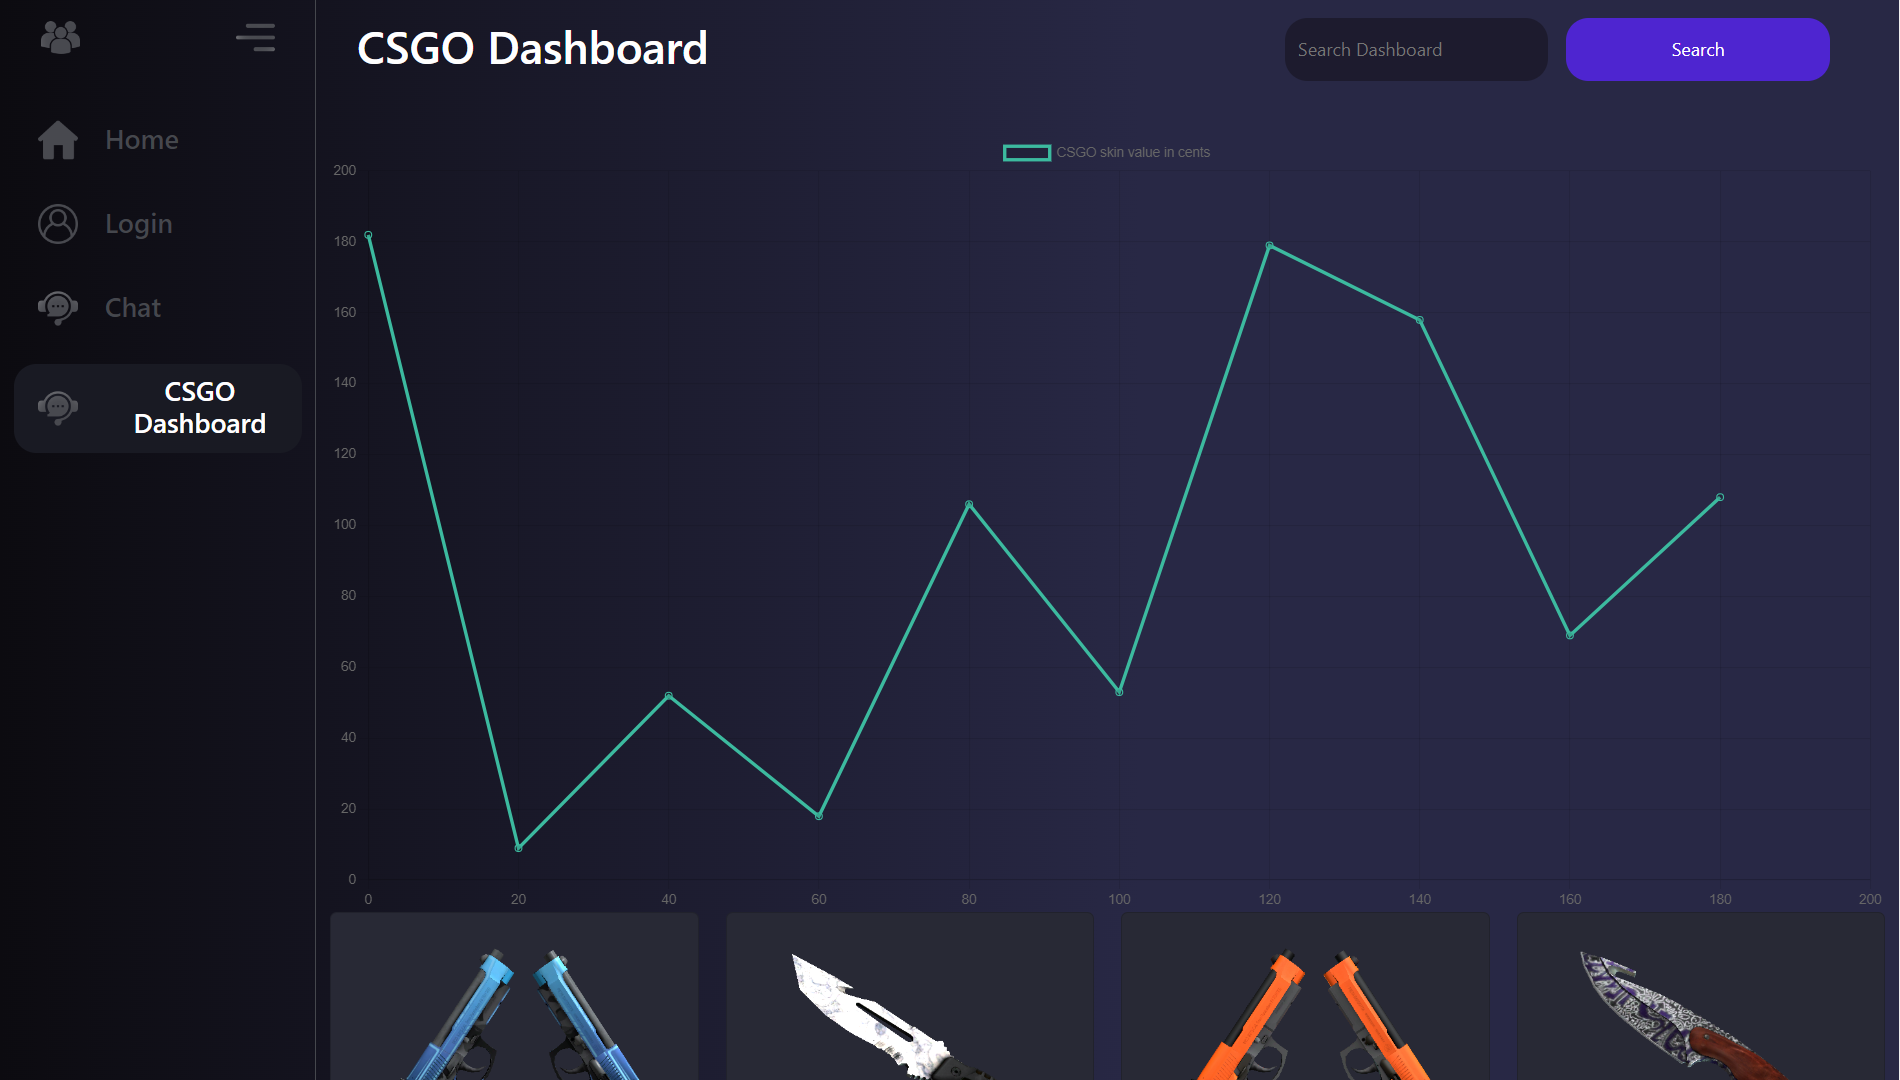 CSGO Dashboard
Search Dashboard
Search
Home
Login
Chat
CSGO
Dashboard
CSGO skin value in cents
200
180
160
140
120
100
80
60
40
20
0
0 20 40 60 80 100 120 140 160 180 200